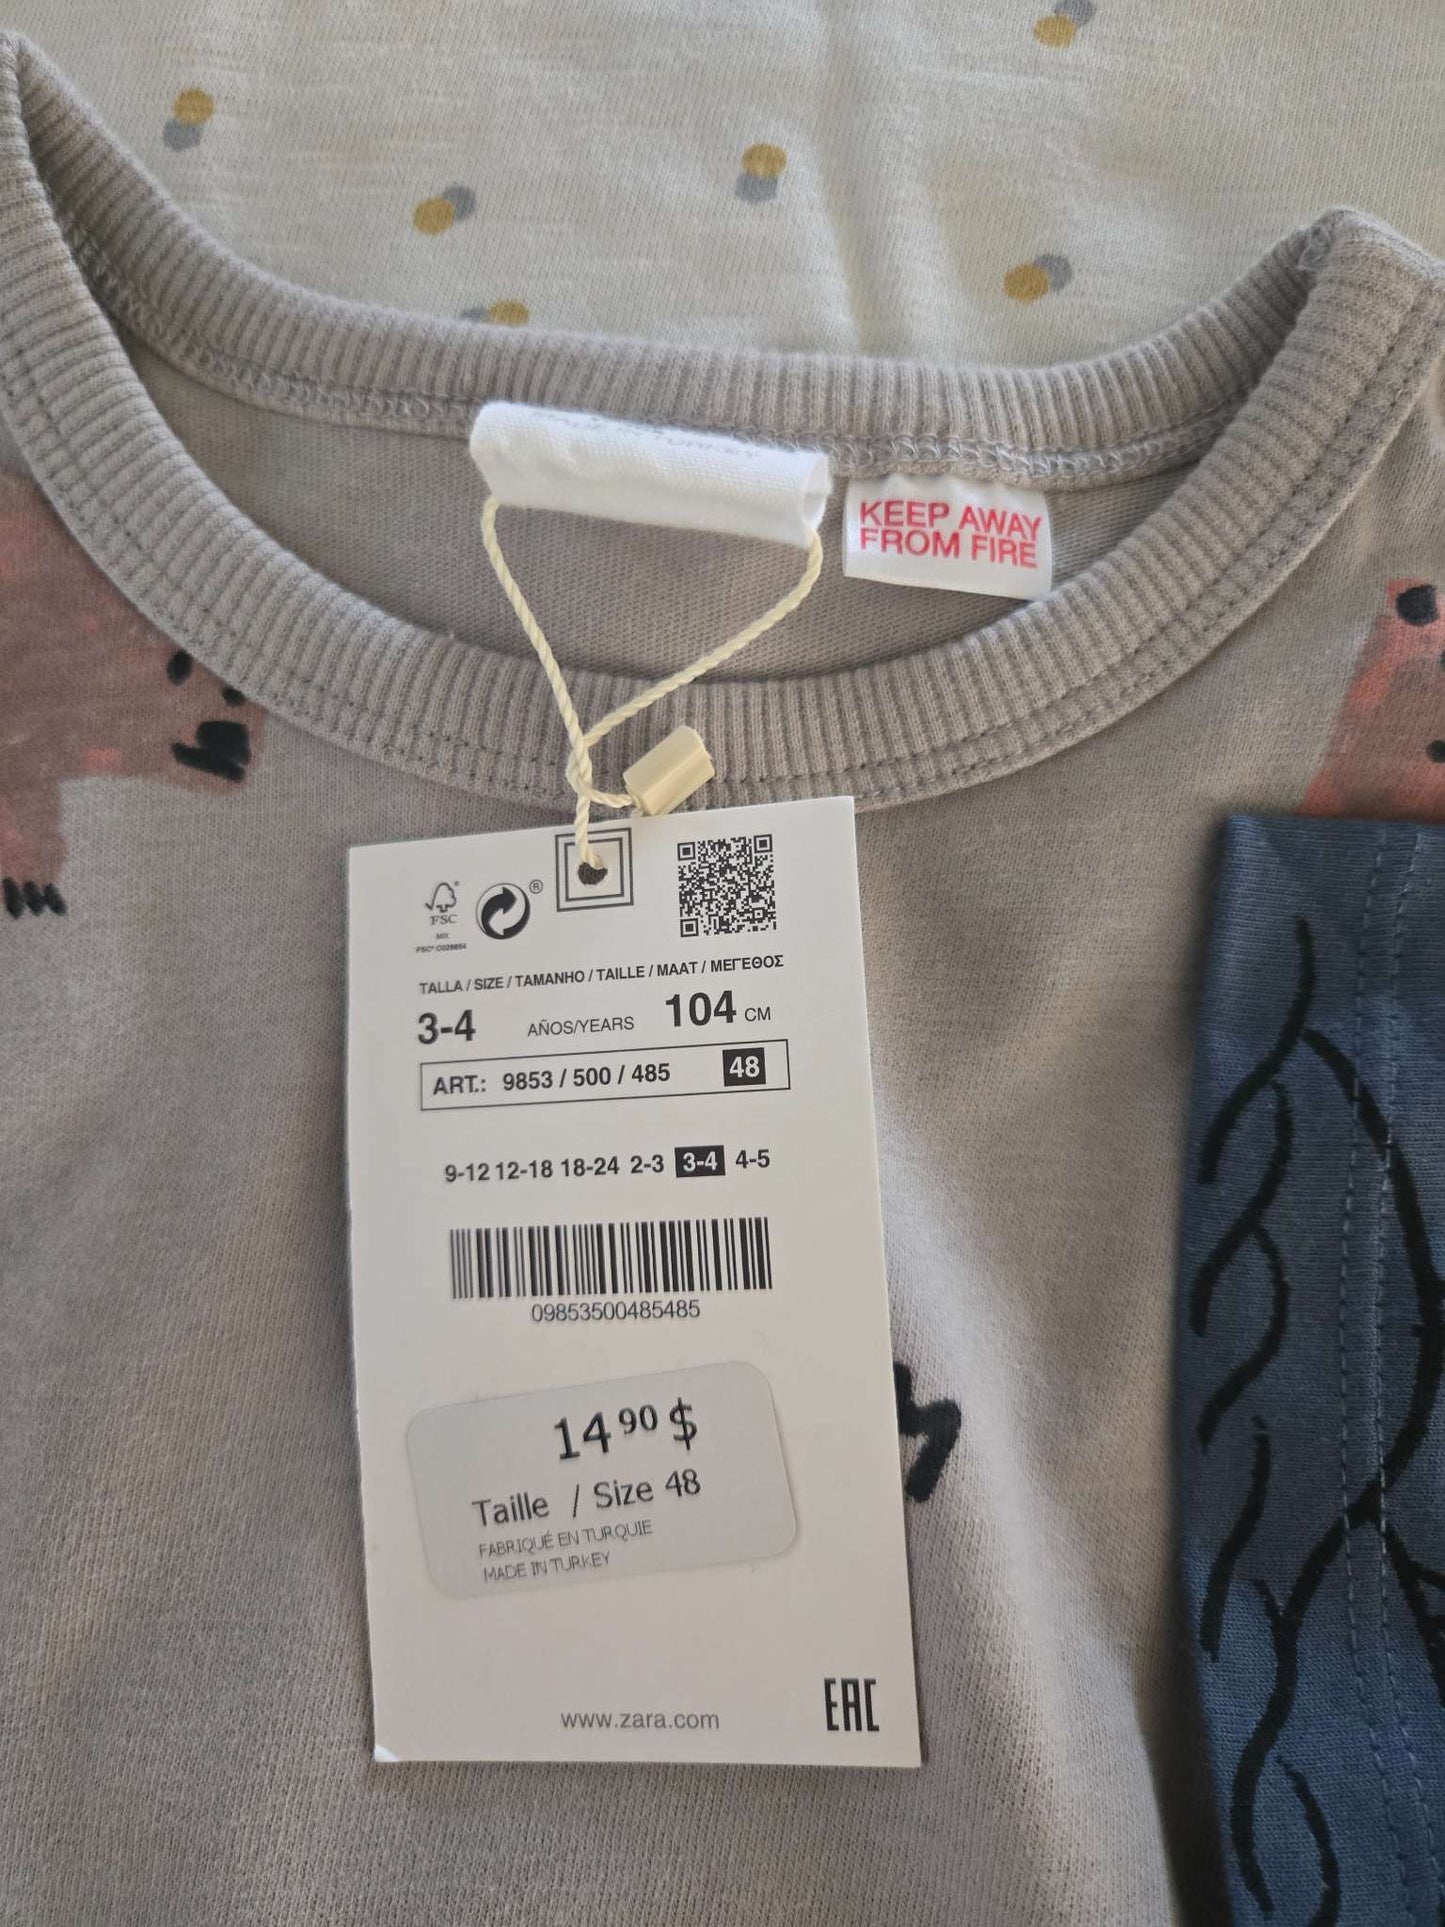 KEEP AWAY
FROM FIRE
FSC
MIX
FSC® C028884
®
TALLA / SIZE / TAMANHO / TAILLE / MAAT / ΜΕΓΕΘΟΣ
3-4 AÑOS/YEARS 104 CM
ART.: 9853 / 500 / 485 48
9-12 12-18 18-24 2-3 3-4 4-5
09853500485485
14 90 $
Taille / Size 48
FABRIQUÉ EN TURQUIE
MADE IN TURKEY
www.zara.com
EAC